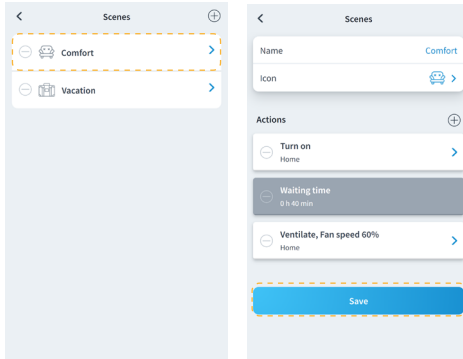 Scenes
Comfort
Vacation
Scenes
Name Comfort
Icon
Actions
Turn on
Home
Waiting time
0 h 40 min
Ventilate, Fan speed 60%
Home
Save